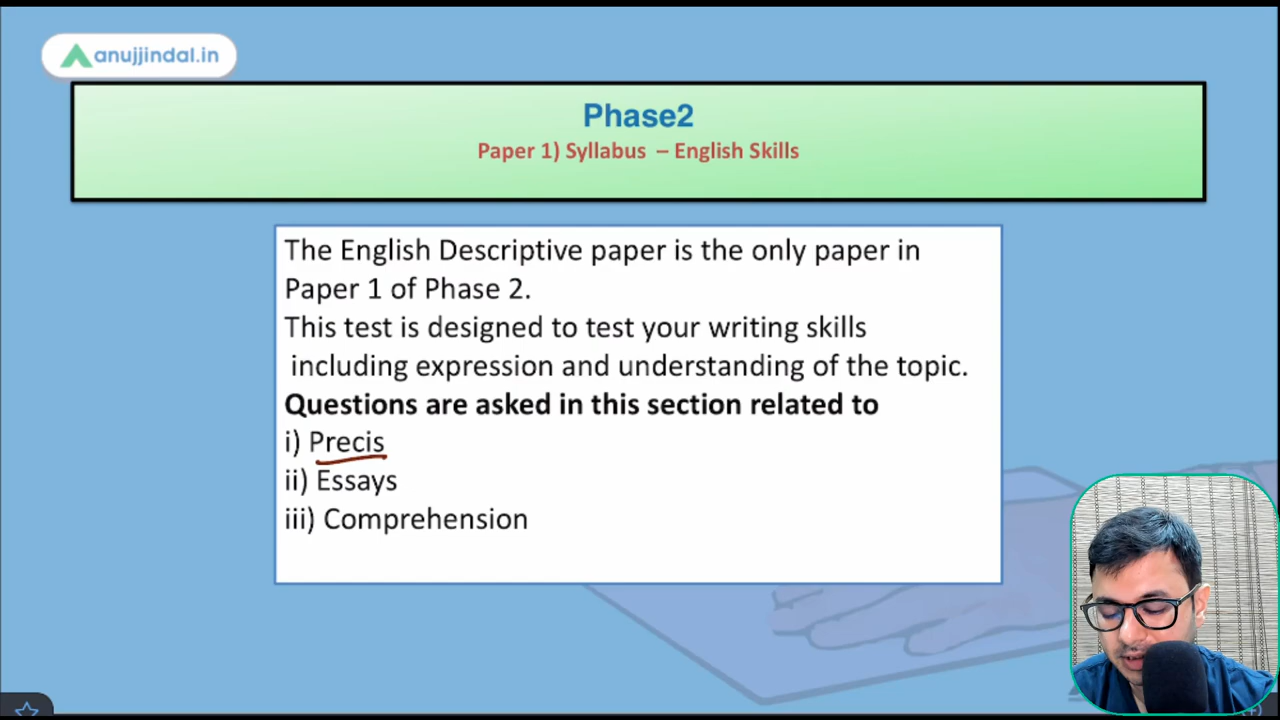 anujjindal.in
Phase2
Paper 1) Syllabus – English Skills
The English Descriptive paper is the only paper in
Paper 1 of Phase 2.
This test is designed to test your writing skills
including expression and understanding of the topic.
Questions are asked in this section related to
i) Precis
ii) Essays
iii) Comprehension